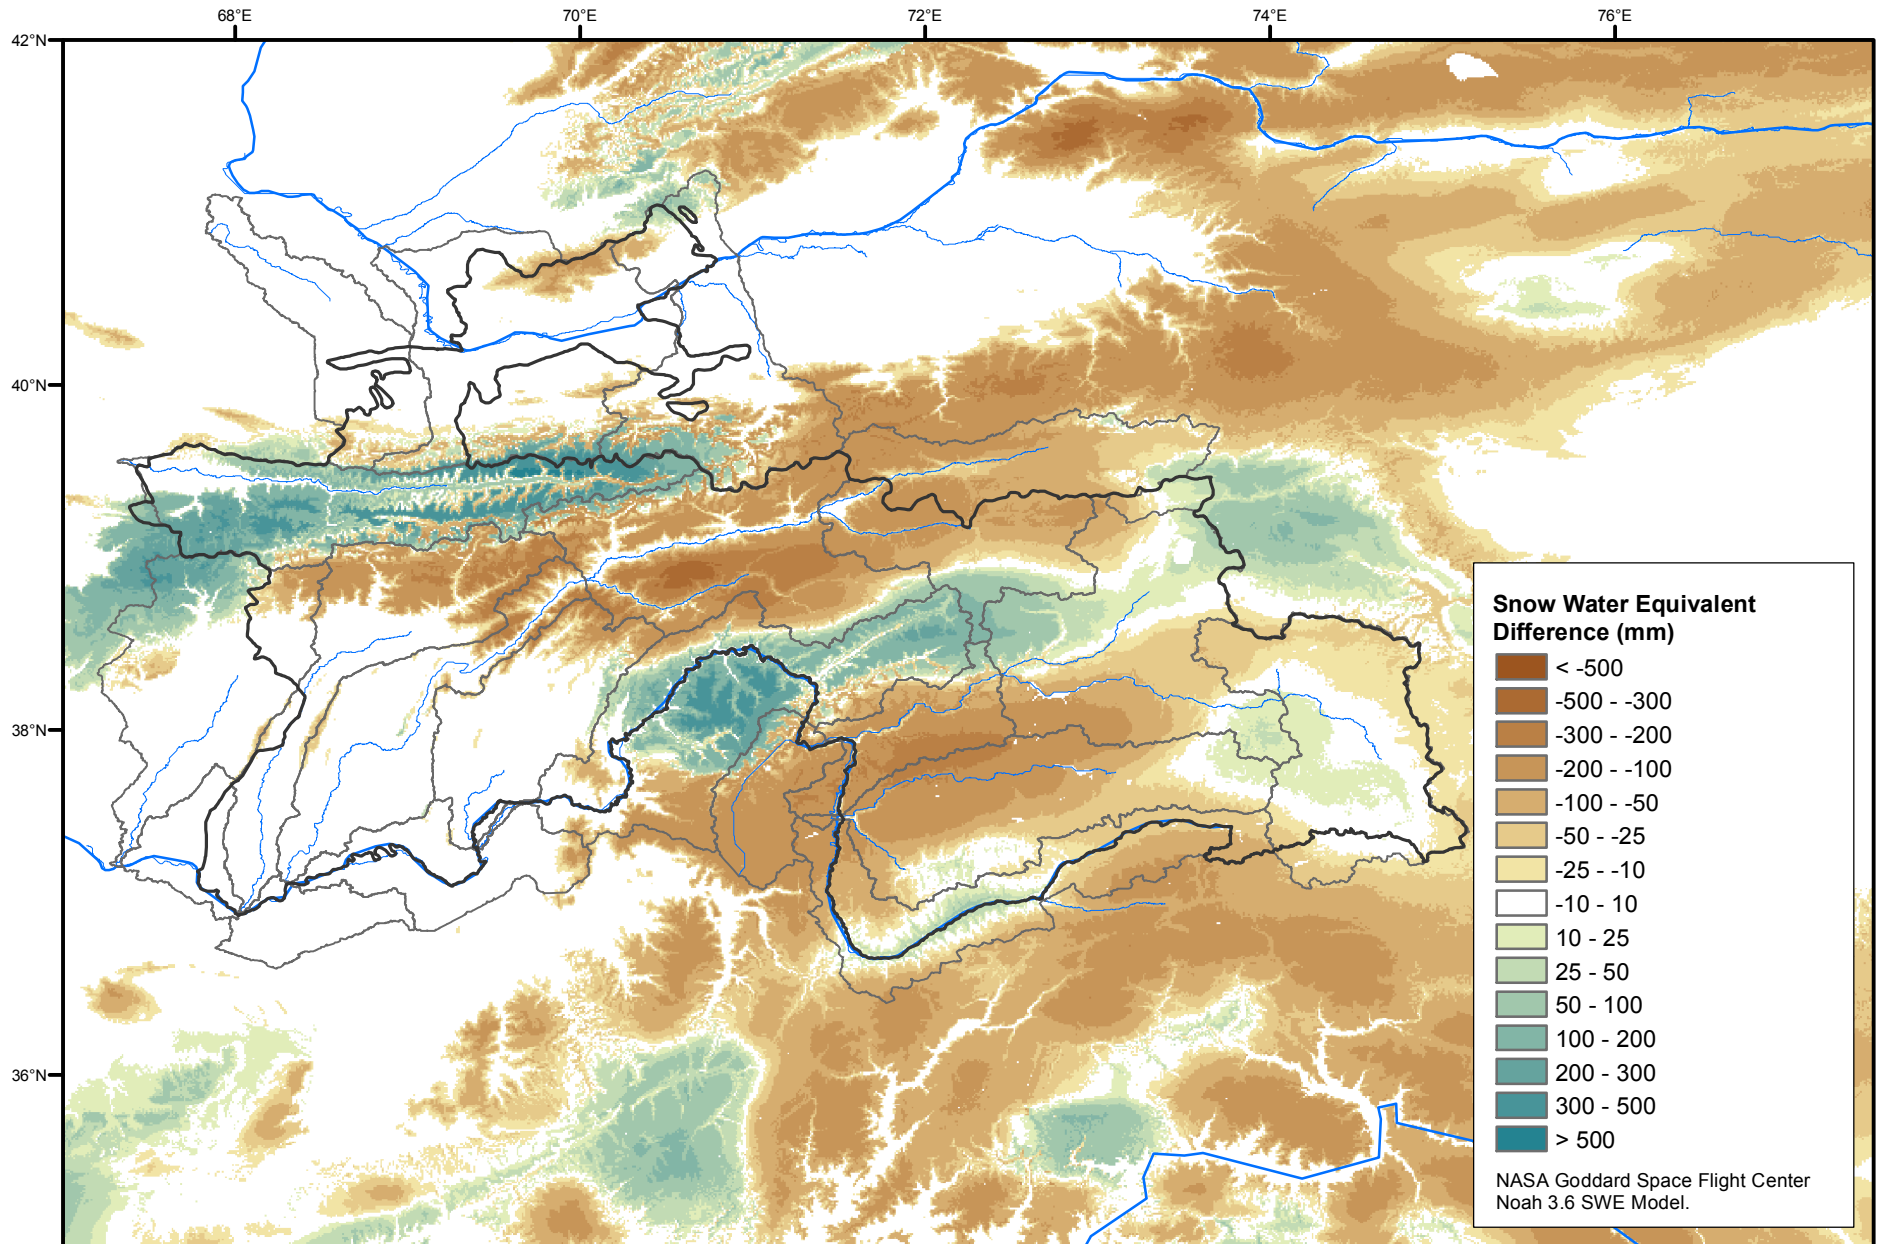 68°E
70°E
72°E
74°E
76°E
42°N
40°N
38°N
36°N
Snow Water Equivalent
Difference (mm)
< -500
-500 - -300
-300 - -200
-200 - -100
-100 - -50
-50 - -25
-25 - -10
-10 - 10
10 - 25
25 - 50
50 - 100
100 - 200
200 - 300
300 - 500
> 500
NASA Goddard Space Flight Center
Noah 3.6 SWE Model.